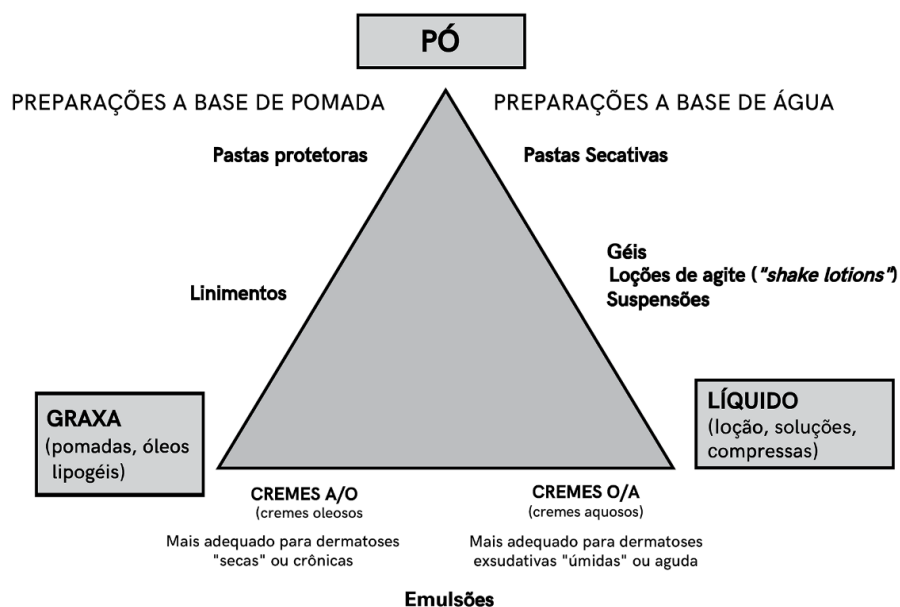 PÓ
PREPARAÇÕES A BASE DE POMADA
PREPARAÇÕES A BASE DE ÁGUA
Pastas protetoras
Pastas Secativas
Géis
Loções de agite ("shake lotions")
Suspensões
Linimentos
GRAXA
(pomadas, óleos
lipogéis)
LÍQUIDO
(loção, soluções,
compressas)
CREMES A/O
(cremes oleosos
Mais adequado para dermatoses
"secas" ou crônicas
CREMES O/A
(cremes aquosos)
Mais adequado para dermatoses
exsudativas "úmidas" ou aguda
Emulsões